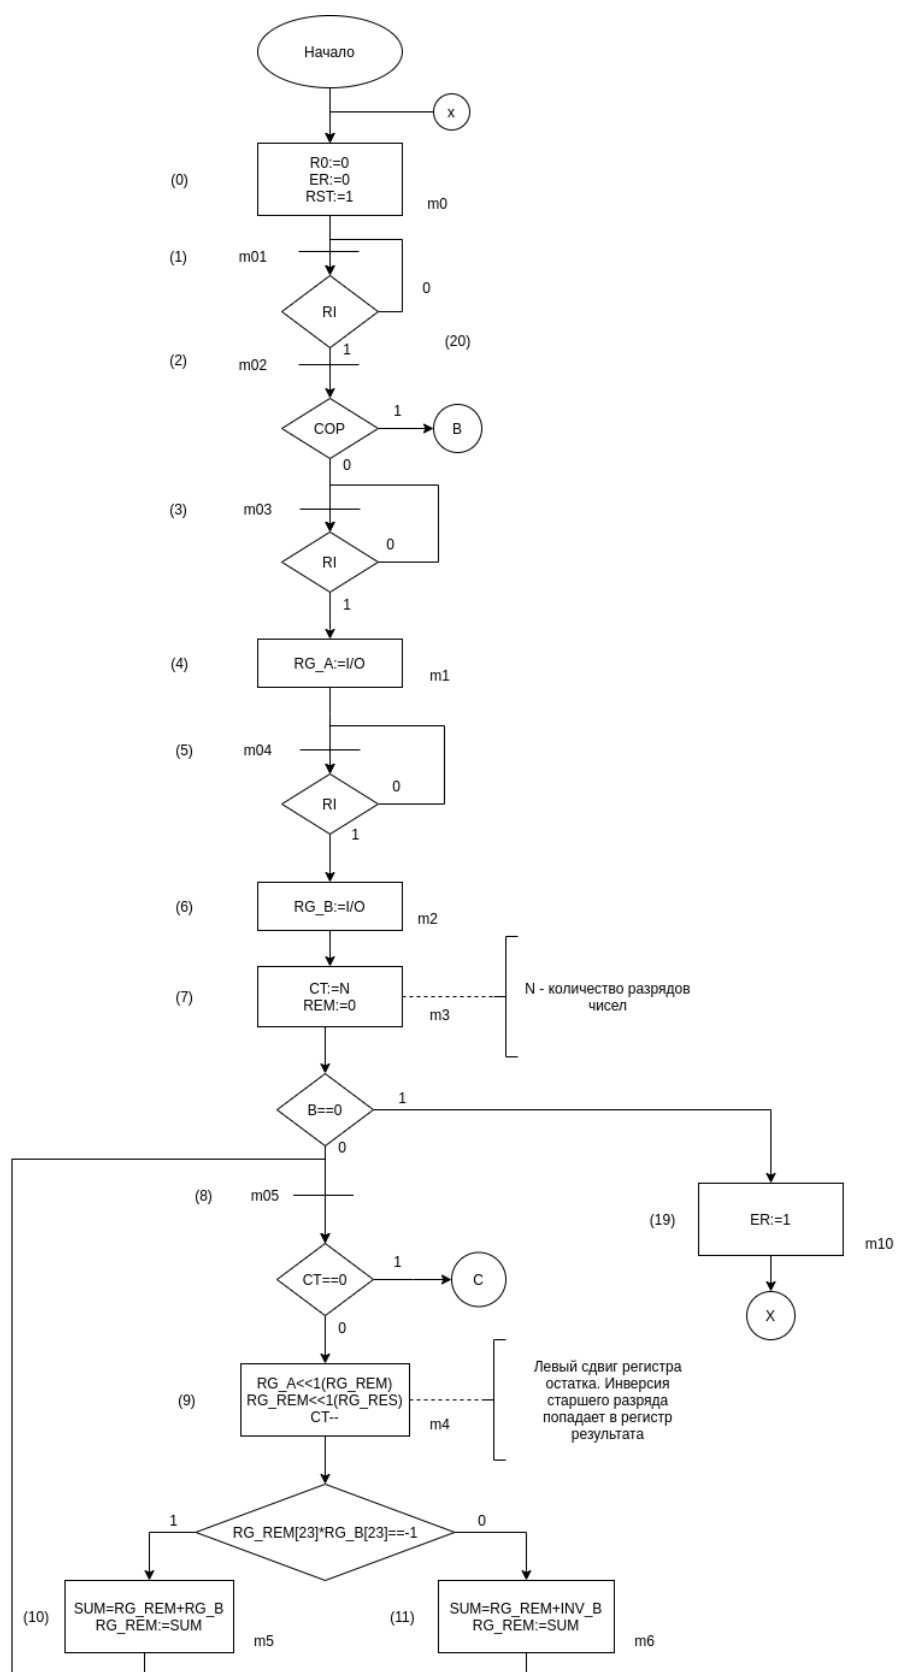 Начало
x
(0)
R0:=0
ER:=0
RST:=1
m0
(1)
m01
0
RI
(20)
1
(2)
m02
1
COP
B
0
(3)
m03
0
RI
1
(4)
RG_A:=I/O
m1
(5)
m04
0
RI
1
(6)
RG_B:=I/O
m2
(7)
CT:=N
REM:=0
m3
N - количество разрядов
чисел
1
B==0
0
(8)
m05
(19)
ER:=1
m10
1
CT==0
C
X
0
(9)
RG_A<<1(RG_REM)
RG_REM<<1(RG_RES)
CT--
m4
Левый сдвиг регистра
остатка. Инверсия
старшего разряда
попадает в регистр
результата
1
0
RG_REM[23]*RG_B[23]==-1
(10)
SUM=RG_REM+RG_B
RG_REM:=SUM
m5
(11)
SUM=RG_REM+INV_B
RG_REM:=SUM
m6